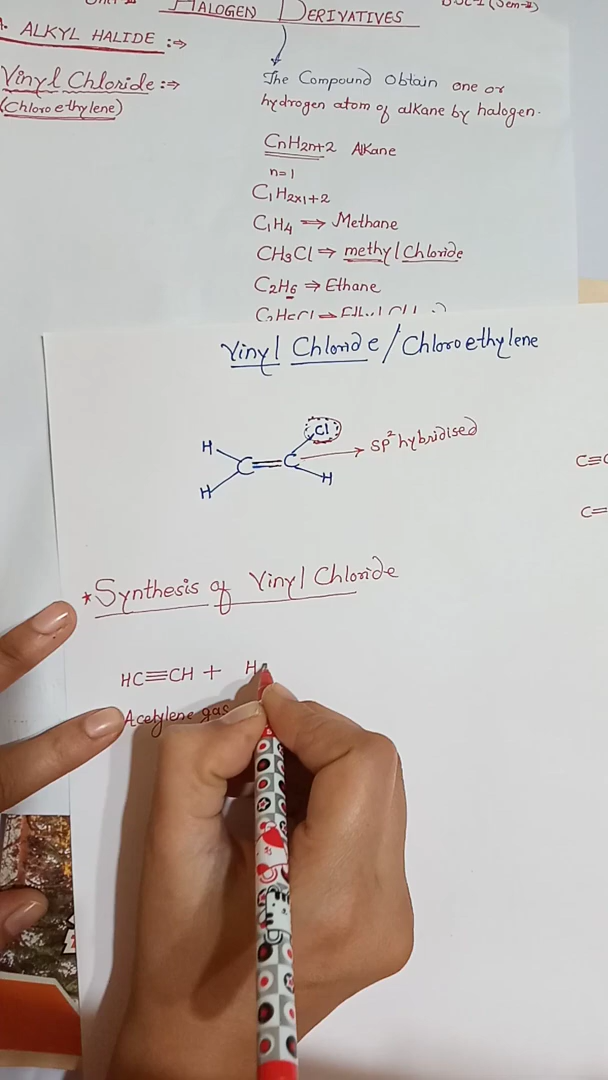 HALOGEN DERIVATIVES
ALKYL HALIDE :⇒
Vinyl Chloride :⇒
(Chloroethylene)
The Compound Obtain one or
hydrogen atom of alkane by halogen.
CnH2n+2 Alkane
n=1
C1H2x1+2
C1H4 ⇒ Methane
CH3Cl ⇒ methyl Chloride
C2H6 ⇒ Ethane
Vinyl Chloride / Chloroethylene
Cl
H
C=C
SP² hybridised
H
H
*Synthesis of Vinyl Chloride
HC≡CH + H
Acetylene gas